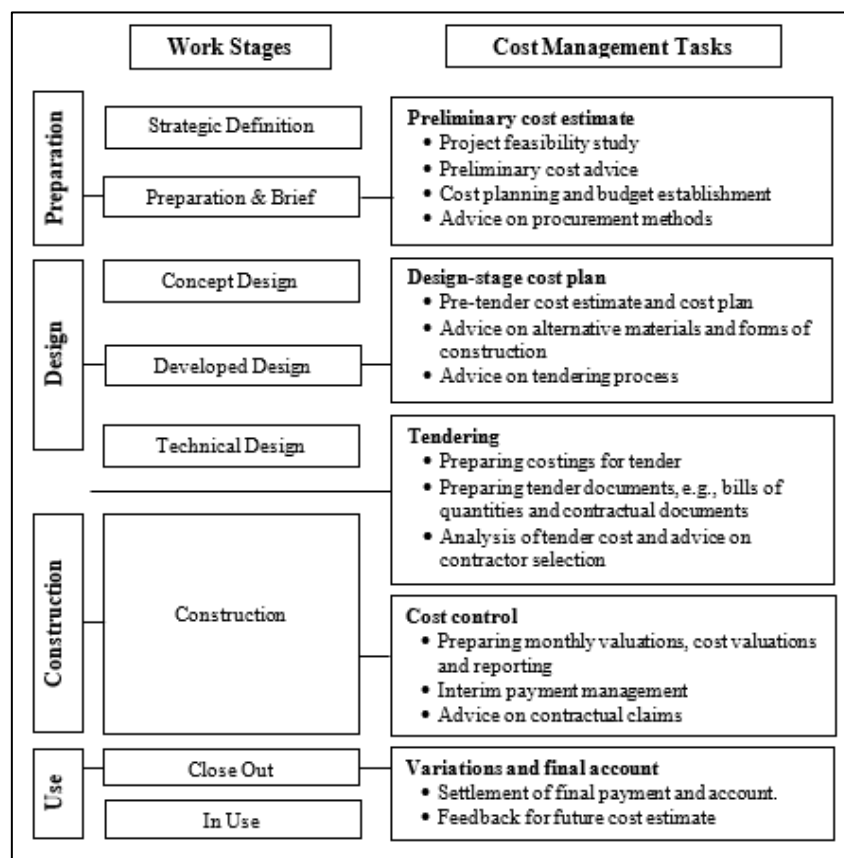 Work Stages
Cost Management Tasks
Preparation
Strategic Definition
Preparation & Brief
Preliminary cost estimate
• Project feasibility study
• Preliminary cost advice
• Cost planning and budget establishment
• Advice on procurement methods
Design
Concept Design
Developed Design
Technical Design
Design-stage cost plan
• Pre-tender cost estimate and cost plan
• Advice on alternative materials and forms of
construction
• Advice on tendering process
Tendering
• Preparing costings for tender
• Preparing tender documents, e.g., bills of
quantities and contractual documents
• Analysis of tender cost and advice on
contractor selection
Construction
Construction
Cost control
• Preparing monthly valuations, cost valuations
and reporting
• Interim payment management
• Advice on contractual claims
Use
Close Out
In Use
Variations and final account
• Settlement of final payment and account.
• Feedback for future cost estimate